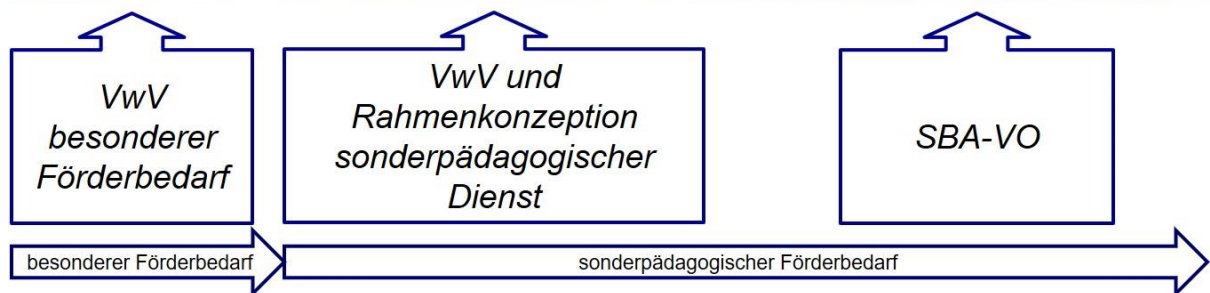 VwV
besonderer
Förderbedarf
VwV und
Rahmenkonzeption
sonderpädagogischer
Dienst
SBA-VO
besonderer Förderbedarf
sonderpädagogischer Förderbedarf